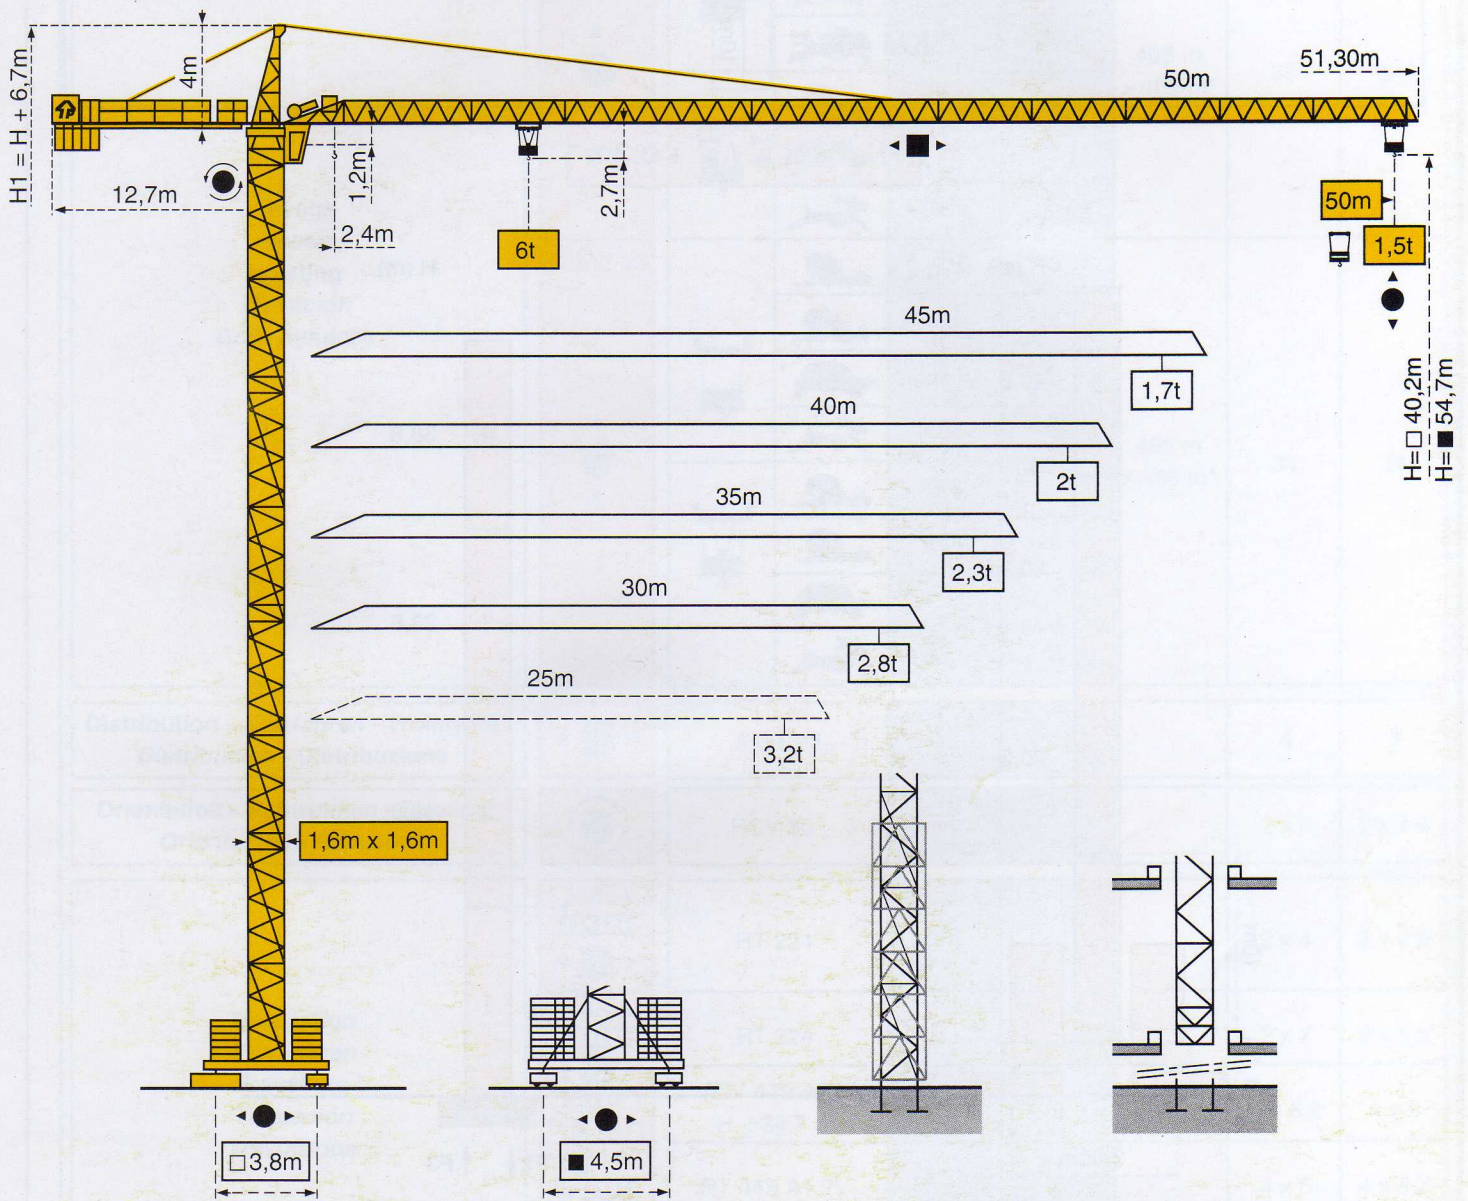 H1 = H + 6,7m
4m
50m
51,30m
12,7m
1,2m
2,4m
2,7m
6t
50m
1,5t
45m
1,7t
H=□ 40,2m
H=■ 54,7m
40m
2t
35m
2,3t
30m
2,8t
25m
3,2t
1,6m x 1,6m
□ 3,8m
■ 4,5m